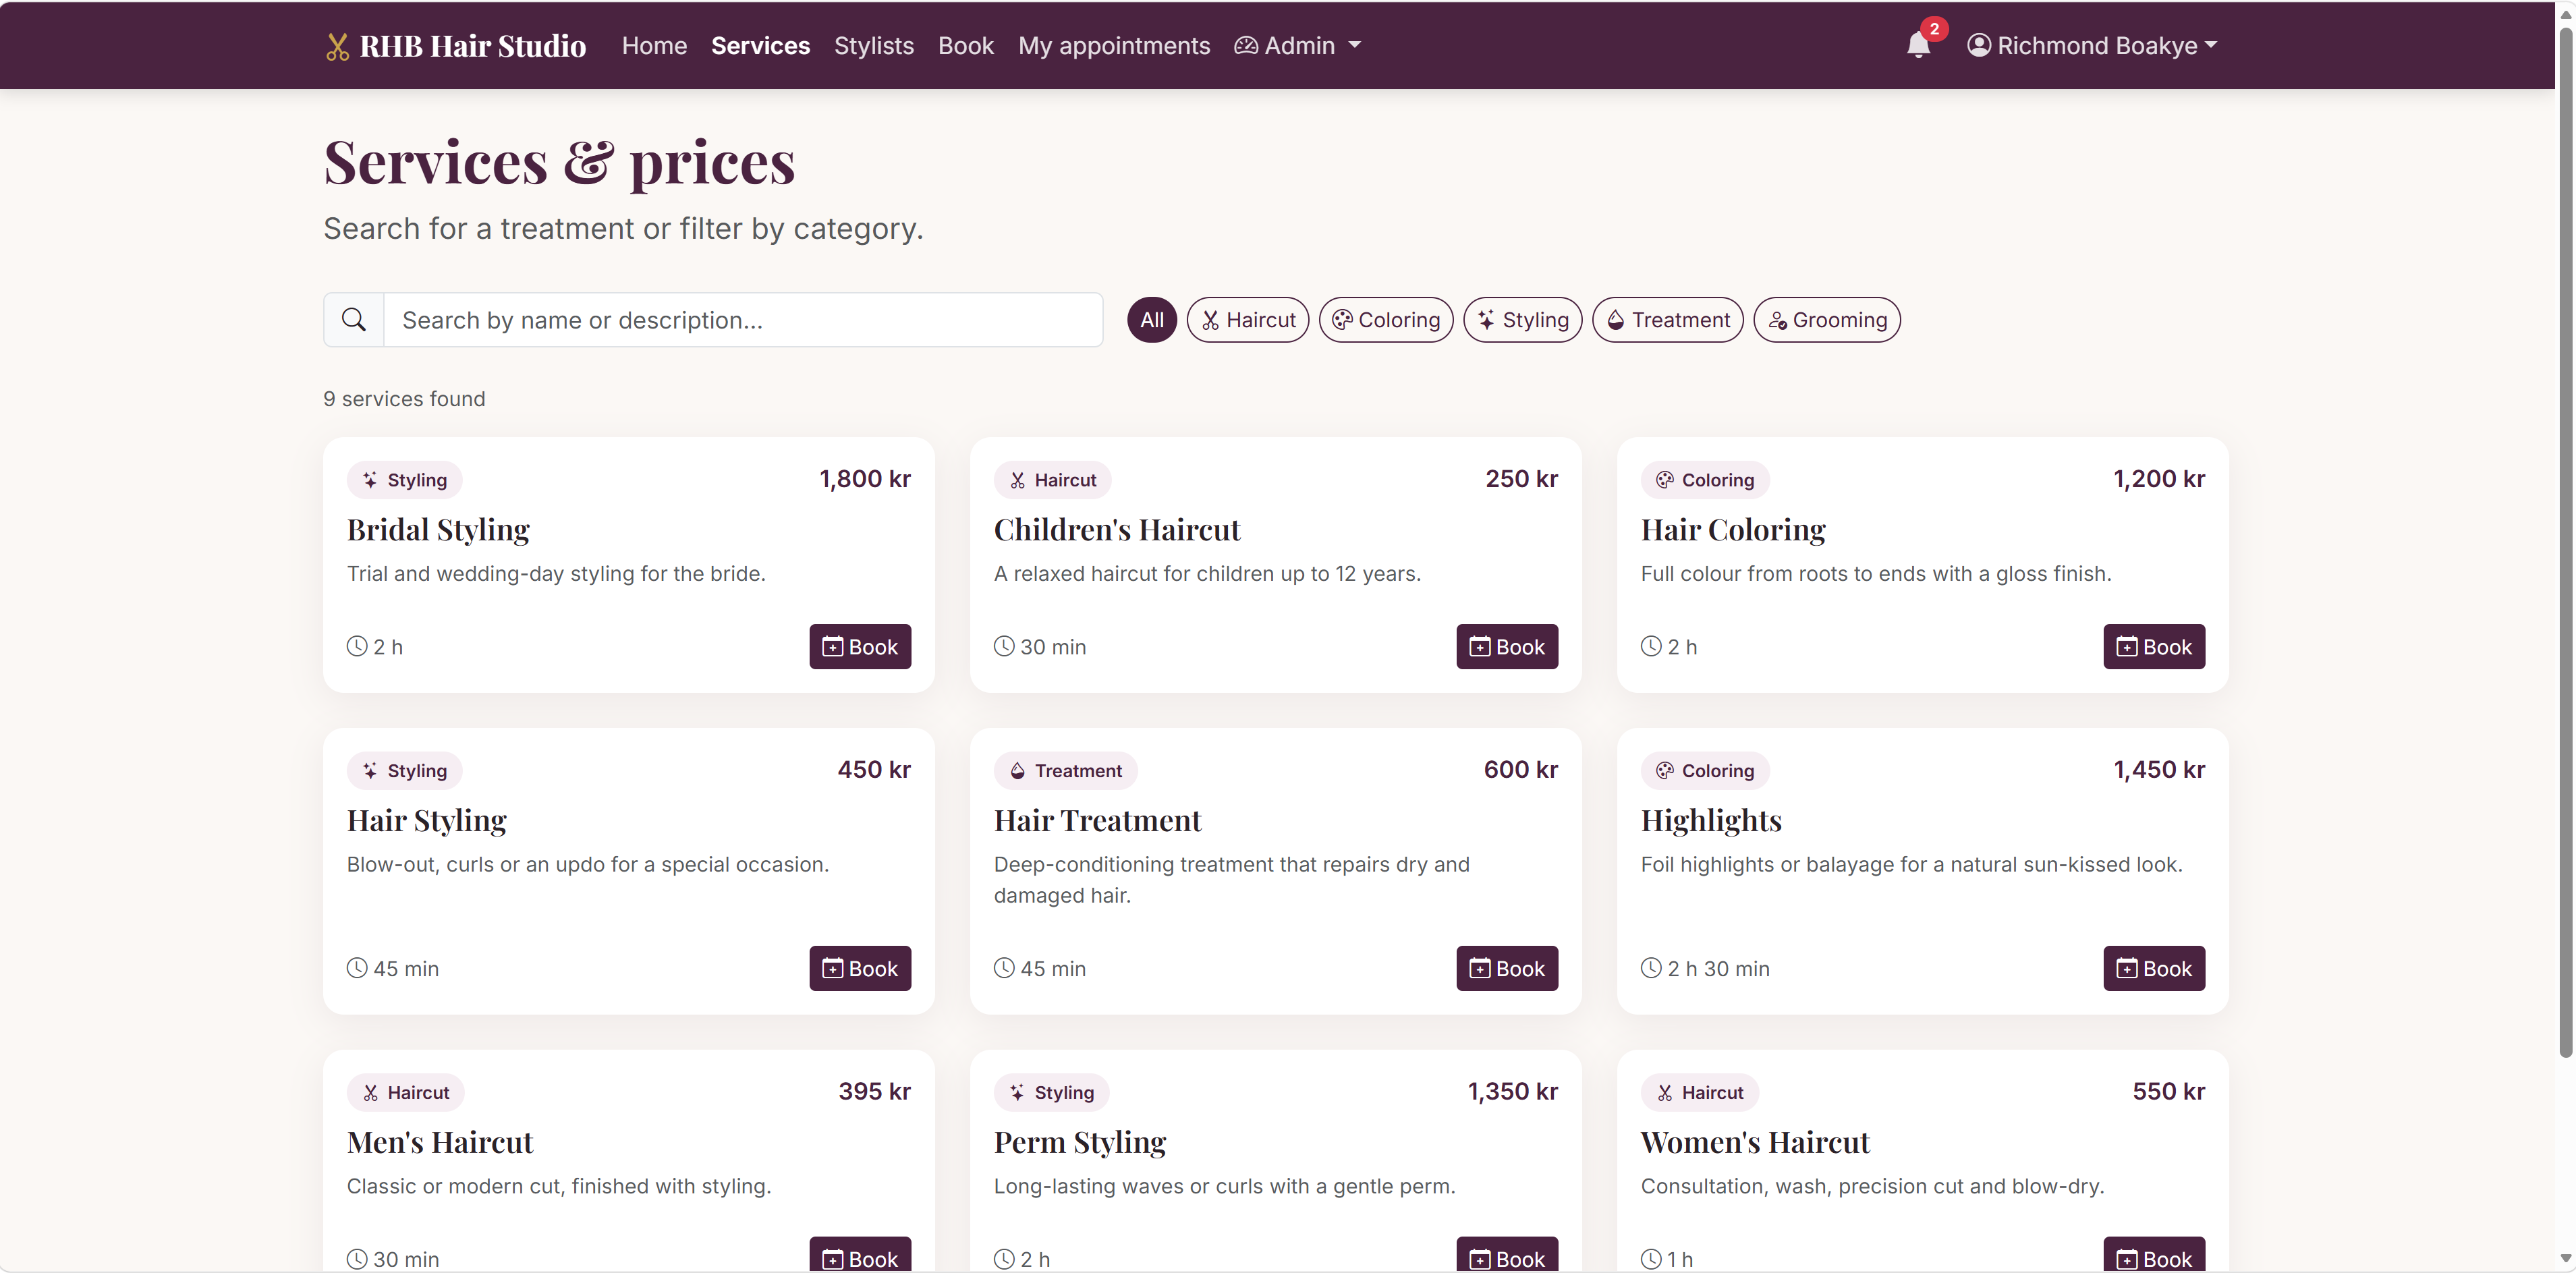 RHB Hair Studio Home Services Stylists Book My appointments Admin 2 Richmond Boakye
Services & prices
Search for a treatment or filter by category.
Search by name or description... All Haircut Coloring Styling Treatment Grooming
9 services found
Styling 1,800 kr
Bridal Styling
Trial and wedding-day styling for the bride.
2 h Book
Haircut 250 kr
Children's Haircut
A relaxed haircut for children up to 12 years.
30 min Book
Coloring 1,200 kr
Hair Coloring
Full colour from roots to ends with a gloss finish.
2 h Book
Styling 450 kr
Hair Styling
Blow-out, curls or an updo for a special occasion.
45 min Book
Treatment 600 kr
Hair Treatment
Deep-conditioning treatment that repairs dry and
damaged hair.
45 min Book
Coloring 1,450 kr
Highlights
Foil highlights or balayage for a natural sun-kissed look.
2 h 30 min Book
Haircut 395 kr
Men's Haircut
Classic or modern cut, finished with styling.
30 min Book
Styling 1,350 kr
Perm Styling
Long-lasting waves or curls with a gentle perm.
2 h Book
Haircut 550 kr
Women's Haircut
Consultation, wash, precision cut and blow-dry.
1 h Book